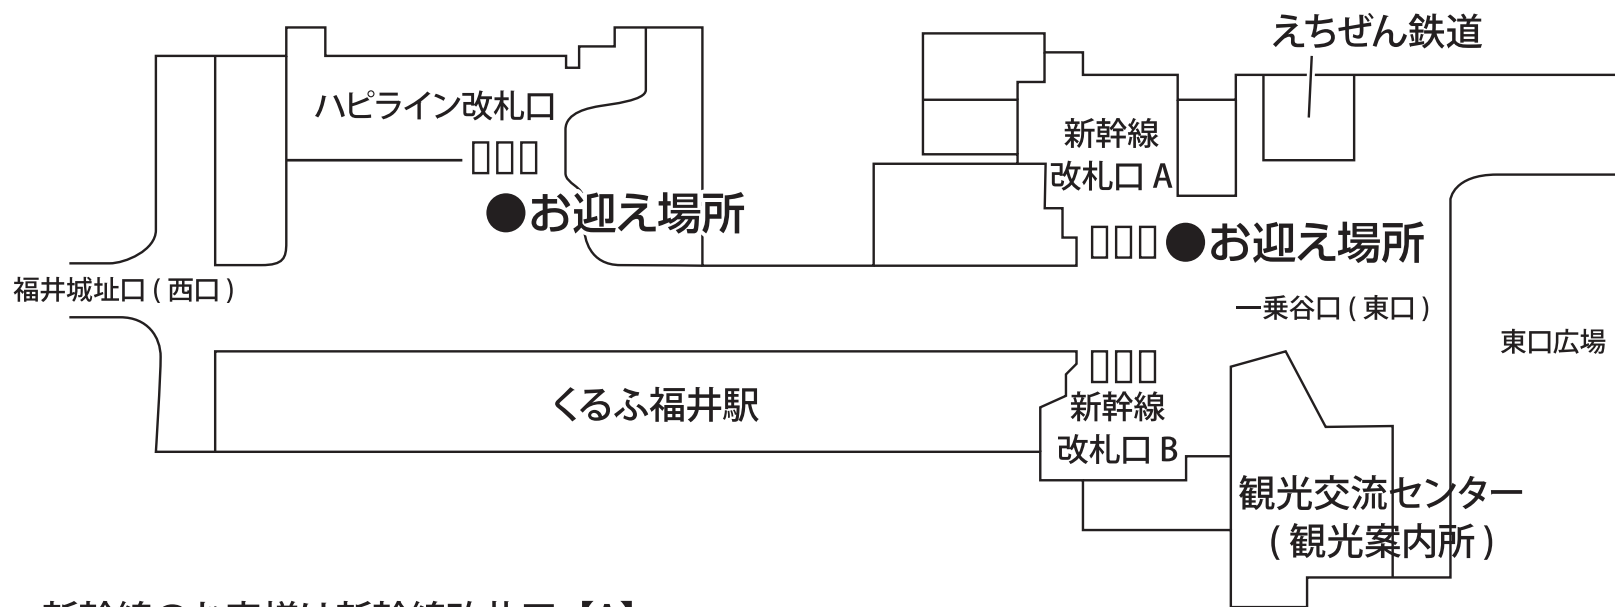 えちぜん鉄道
ハピライン改札口
新幹線
改札口 A
●お迎え場所
●お迎え場所
福井城址口 ( 西口 )
一乗谷口 ( 東口 )
東口広場
くるふ福井駅
新幹線
改札口 B
観光交流センター
( 観光案内所 )